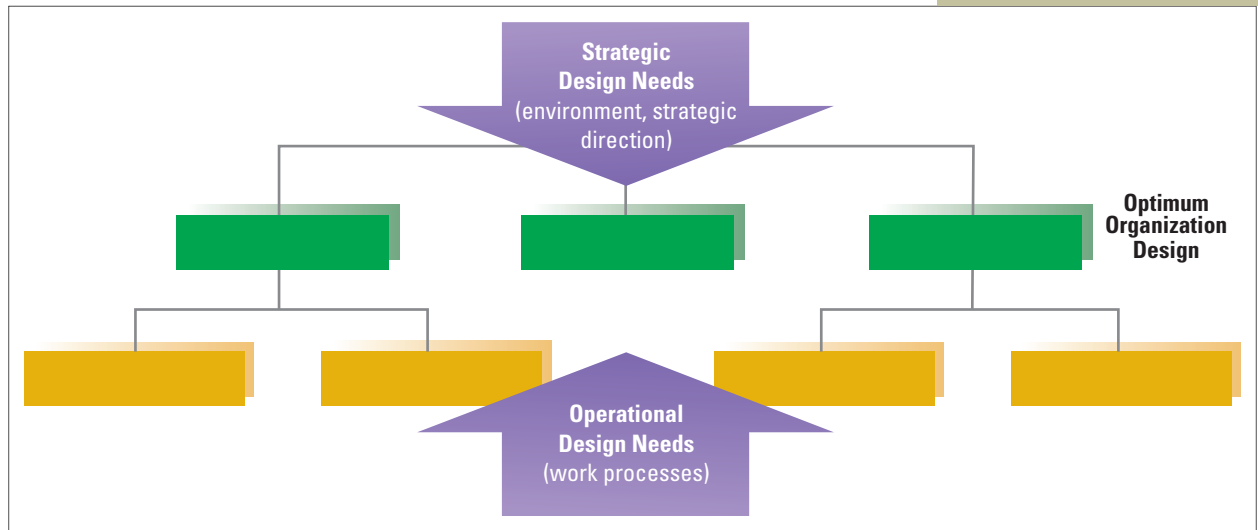 Strategic
Design Needs
(environment, strategic
direction)
Optimum
Organization
Design
Operational
Design Needs
(work processes)